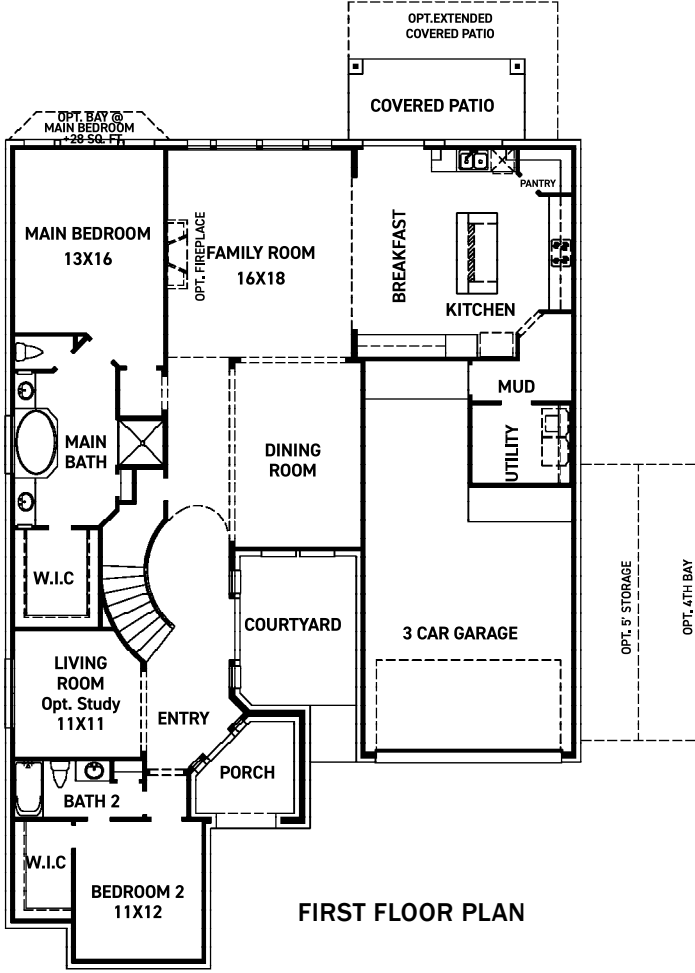 OPT.EXTENDED
COVERED PATIO
COVERED PATIO
OPT. BAY @
MAIN BEDROOM
+28 SQ. FT.
PANTRY
MAIN BEDROOM
13X16
OPT. FIREPLACE
FAMILY ROOM
16X18
BREAKFAST
KITCHEN
MUD
UTILITY
MAIN
BATH
DINING
ROOM
W.I.C
COURTYARD
3 CAR GARAGE
OPT. 5' STORAGE
OPT. 4TH BAY
LIVING
ROOM
Opt. Study
11X11
ENTRY
PORCH
BATH 2
W.I.C
BEDROOM 2
11X12
FIRST FLOOR PLAN